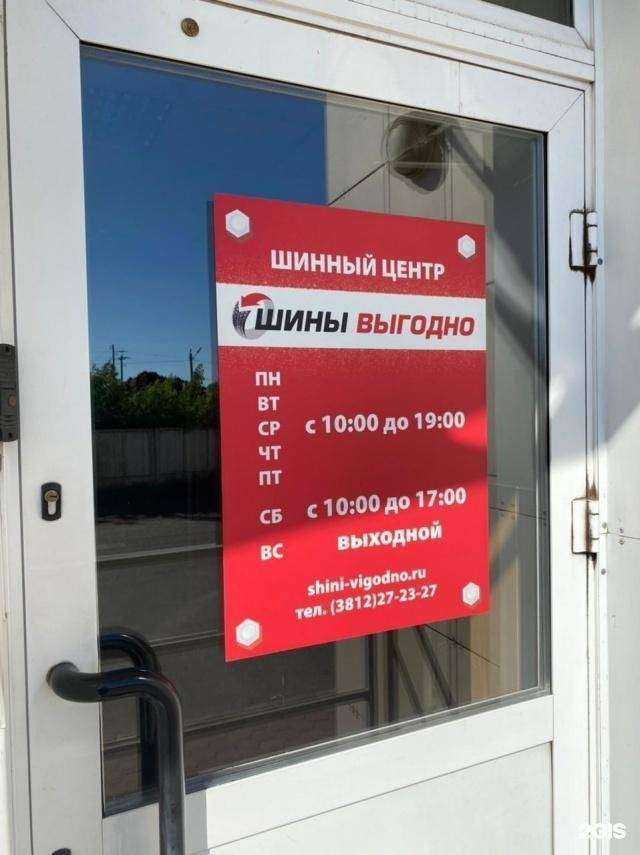 ШИННЫЙ ЦЕНТР
ШИНЫ ВЫГОДНО
ПН
ВТ
СР с 10:00 до 19:00
ЧТ
ПТ
СБ с 10:00 до 17:00
ВС ВЫХОДНОЙ
shini-vigodno.ru
тел. (3812)27-23-27
2GIS